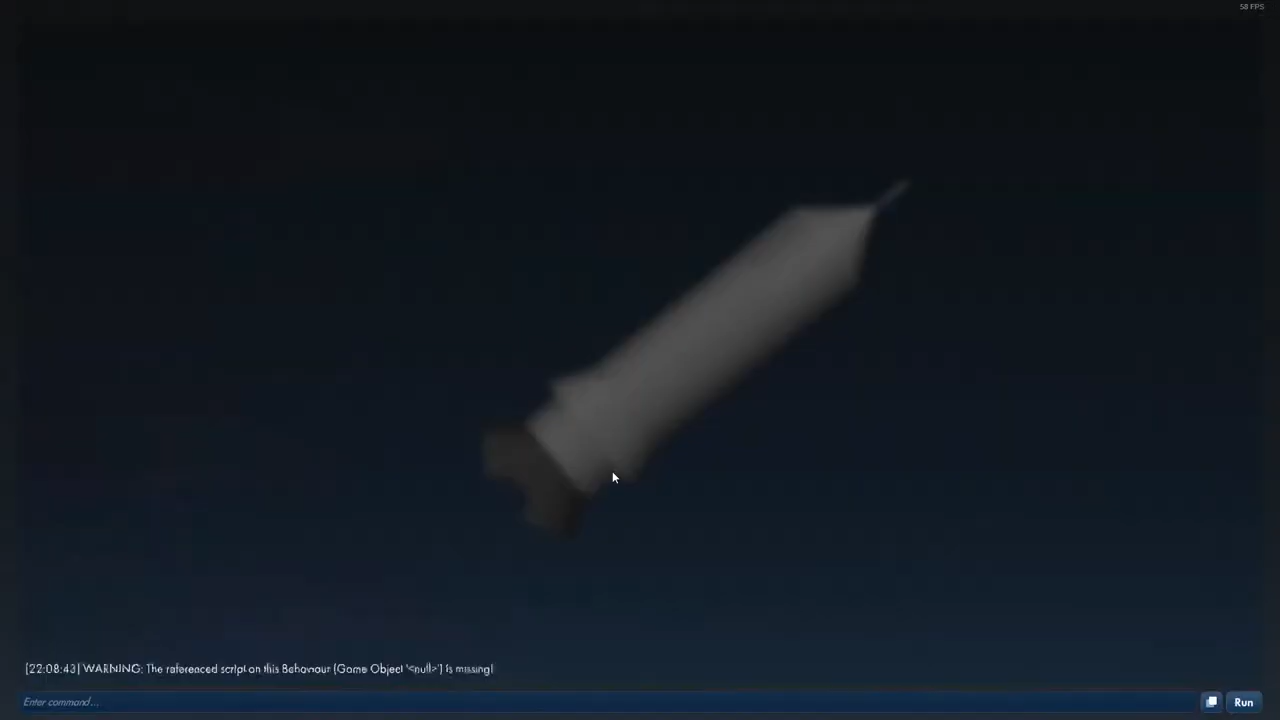 58 FPS
[22:08:43] WARNING: The referenced script on this Behaviour (Game Object '<null>') is missing!
Enter command...
Run